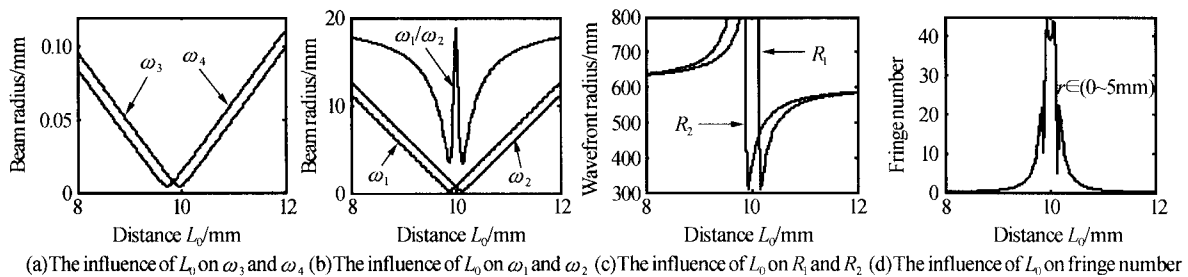 0.10
0.05
0
8
10
12
Beam radius/mm
Distance L₀/mm
ω₃
ω₄
20
10
0
8
10
12
Beam radius/mm
Distance L₀/mm
ω₁/ω₂
ω₁
ω₂
800
700
600
500
400
300
8
10
12
Wavefront radius/mm
Distance L₀/mm
R₁
R₂
40
30
20
10
0
8
10
12
Fringe number
Distance L₀/mm
r∈(0~5mm)
(a)The influence of L₀ on ω₃ and ω₄ (b)The influence of L₀ on ω₁ and ω₂ (c)The influence of L₀ on R₁ and R₂ (d)The influence of L₀ on fringe number